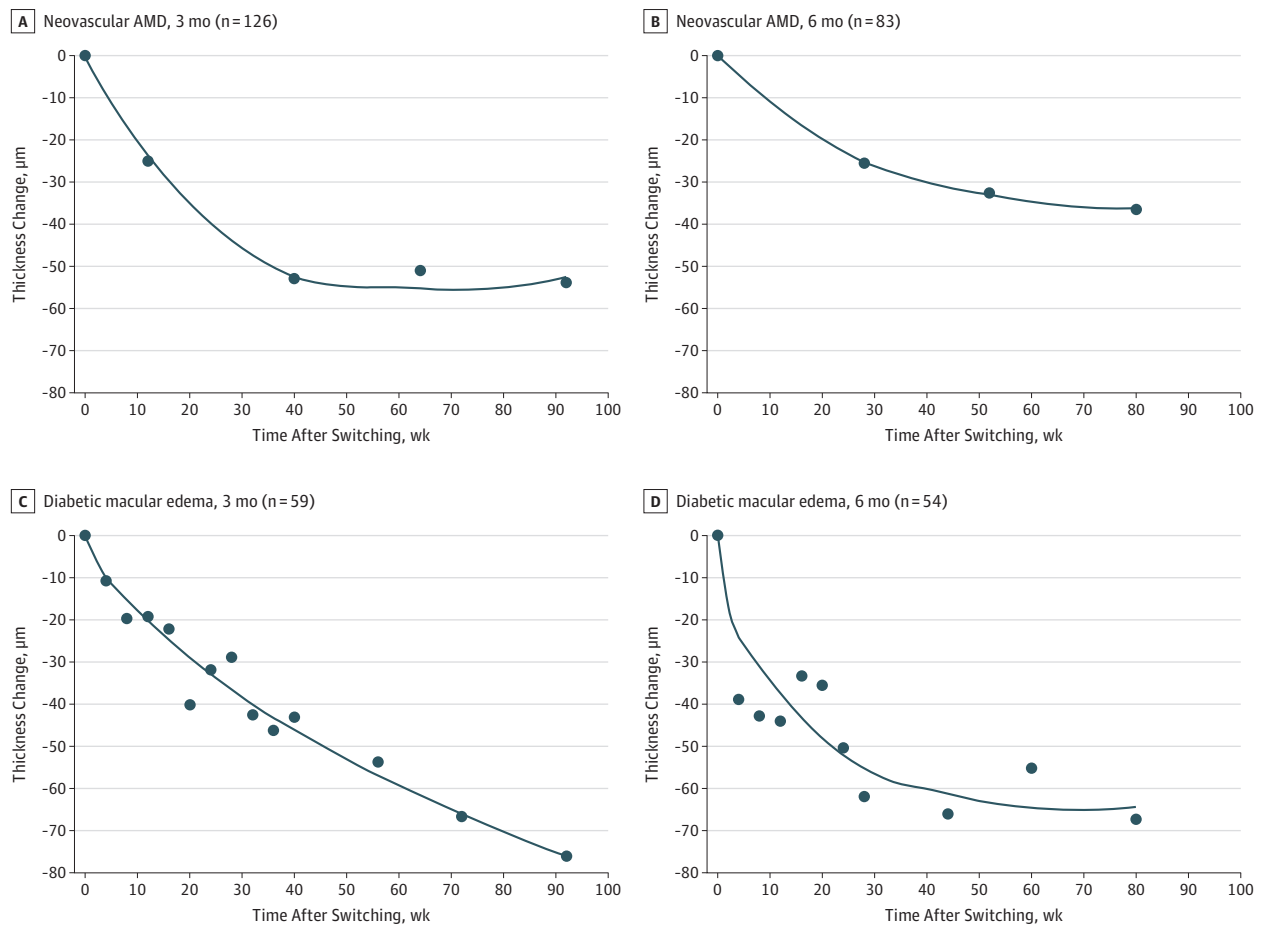 A Neovascular AMD, 3 mo (n = 126)
0
-10
-20
-30
-40
-50
-60
-70
-80
Thickness Change, µm
0 10 20 30 40 50 60 70 80 90 100
Time After Switching, wk
B Neovascular AMD, 6 mo (n = 83)
0
-10
-20
-30
-40
-50
-60
-70
-80
Thickness Change, µm
0 10 20 30 40 50 60 70 80 90 100
Time After Switching, wk
C Diabetic macular edema, 3 mo (n = 59)
0
-10
-20
-30
-40
-50
-60
-70
-80
Thickness Change, µm
0 10 20 30 40 50 60 70 80 90 100
Time After Switching, wk
D Diabetic macular edema, 6 mo (n = 54)
0
-10
-20
-30
-40
-50
-60
-70
-80
Thickness Change, µm
0 10 20 30 40 50 60 70 80 90 100
Time After Switching, wk